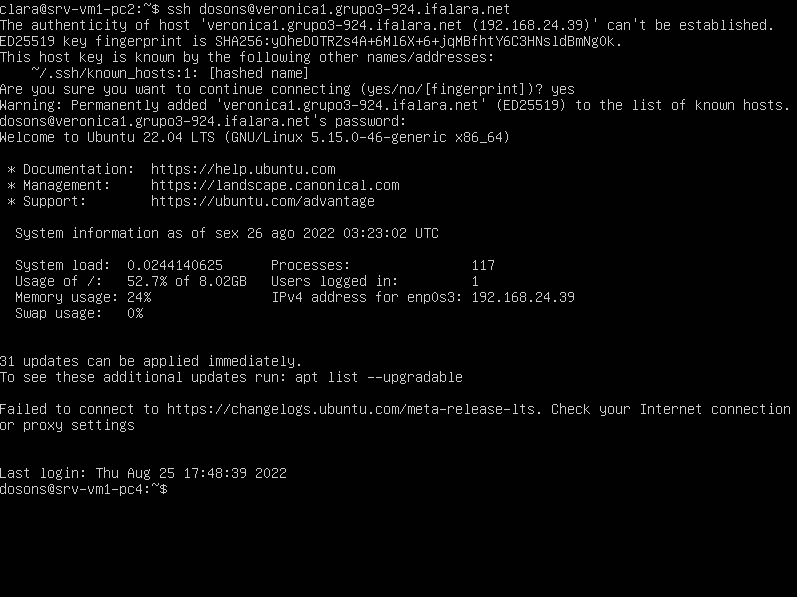 clara@srv-vm1-pc2:~$ ssh dosons@veronica1.grupo3-924.ifalara.net
The authenticity of host 'veronica1.grupo3-924.ifalara.net (192.168.24.39)' can't be established.
ED25519 key fingerprint is SHA256:yOheDOTRZs4A+6Ml6X+6+jqMBfhtY6C3HNsldBmNgOk.
This host key is known by the following other names/addresses:
    ~/.ssh/known_hosts:1: [hashed name]
Are you sure you want to continue connecting (yes/no/[fingerprint])? yes
Warning: Permanently added 'veronica1.grupo3-924.ifalara.net' (ED25519) to the list of known hosts.
dosons@veronica1.grupo3-924.ifalara.net's password:
Welcome to Ubuntu 22.04 LTS (GNU/Linux 5.15.0-46-generic x86_64)
 * Documentation:  https://help.ubuntu.com
 * Management:     https://landscape.canonical.com
 * Support:        https://ubuntu.com/advantage
  System information as of sex 26 ago 2022 03:23:02 UTC
  System load:  0.0244140625      Processes:               117
  Usage of /:   52.7% of 8.02GB   Users logged in:         1
  Memory usage: 24%               IPv4 address for enp0s3: 192.168.24.39
  Swap usage:   0%
31 updates can be applied immediately.
To see these additional updates run: apt list --upgradable
Failed to connect to https://changelogs.ubuntu.com/meta-release-lts. Check your Internet connection
or proxy settings
Last login: Thu Aug 25 17:48:39 2022
dosons@srv-vm1-pc4:~$